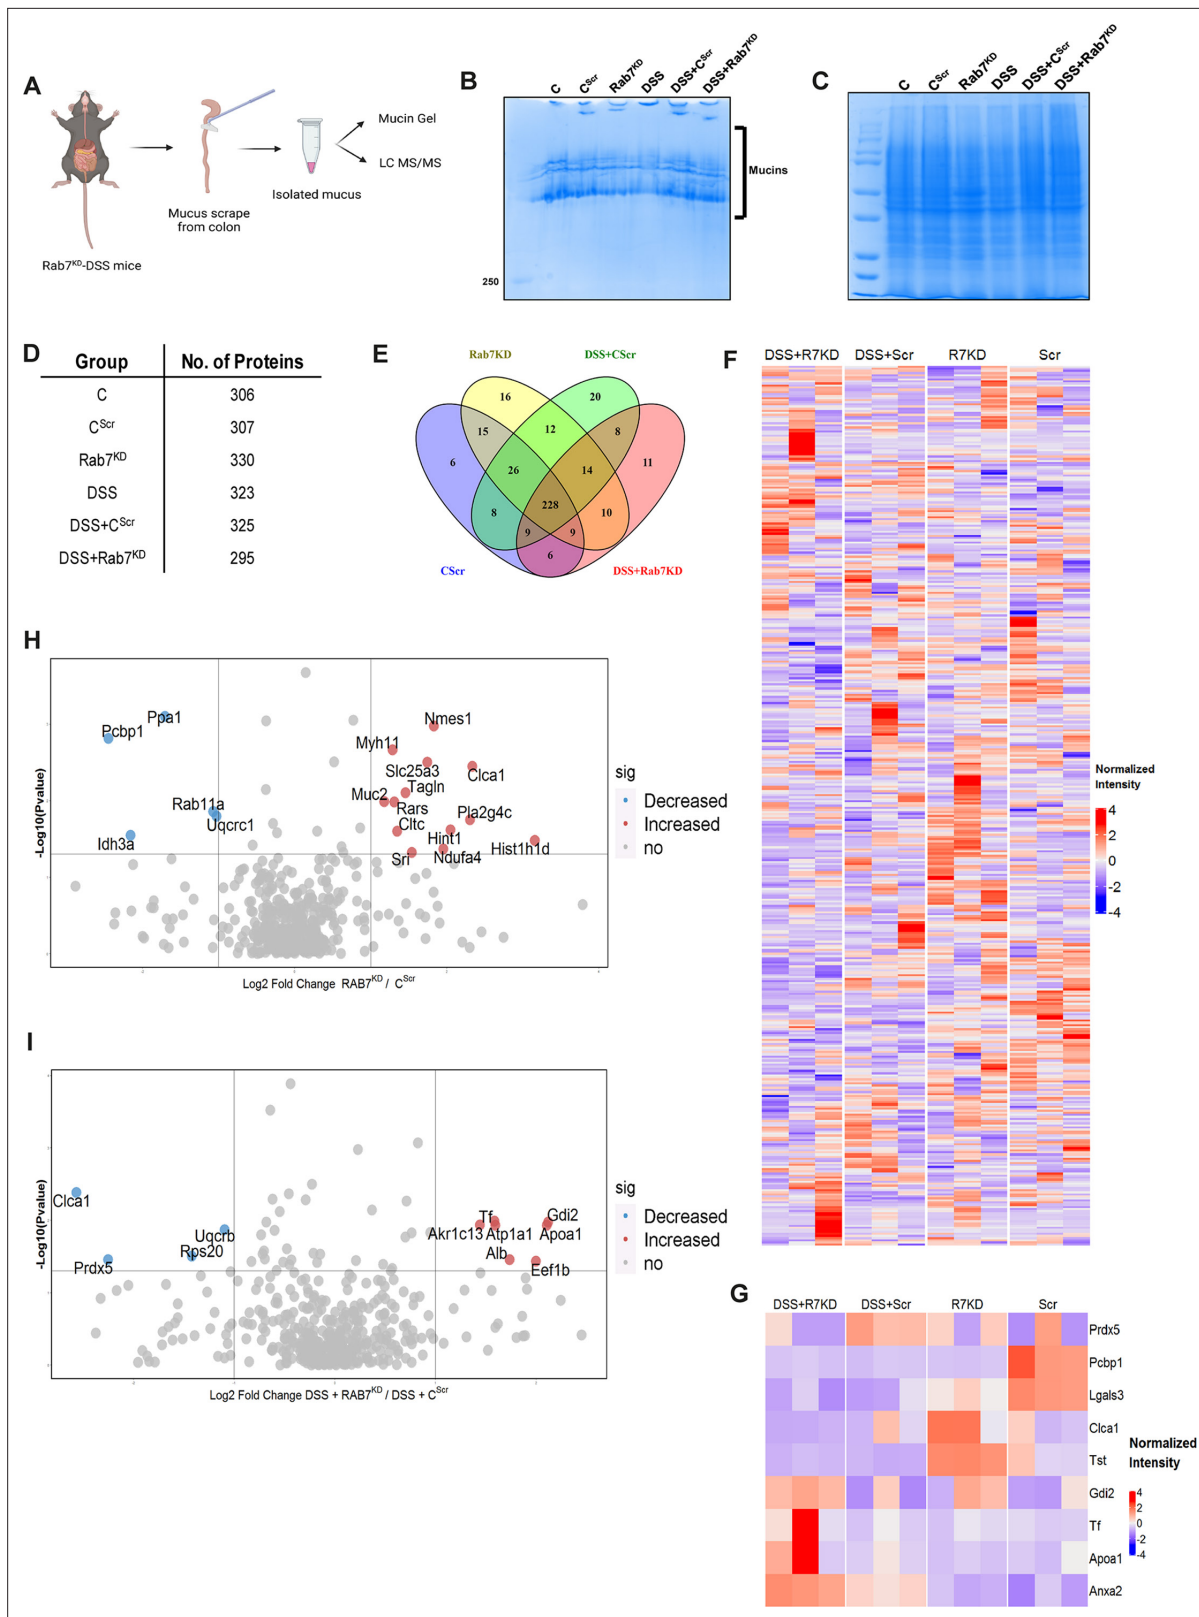 A
Mucin Gel
LC MS/MS
Isolated mucus
Mucus scrape
from colon
Rab7KD-DSS mice
B
C
CScr
Rab7KD
DSS
DSS+CScr
DSS+Rab7KD
Mucins
250
C
C
CScr
Rab7KD
DSS
DSS+CScr
DSS+Rab7KD
D
Group No. of Proteins
C 306
CScr 307
Rab7KD 330
DSS 323
DSS+CScr 325
DSS+Rab7KD 295
E
Rab7KD DSS+CScr
16 20
15 12 8
6 26 14 11
228
8 10
9 9
6
CScr DSS+Rab7KD
F
DSS+R7KD DSS+Scr R7KD Scr
Normalized
Intensity
4
2
0
-2
-4
H
-Log10(Pvalue)
Ppa1
Pcbp1
Nmes1
Myh11
Slc25a3
Clca1
Tagln
Muc2
Rars
Rab11a
Uqcrc1
Cltc
Pla2g4c
Idh3a
Hint1
Hist1h1d
Sri
Ndufa4
Log2 Fold Change RAB7KD / CScr
sig
Decreased
Increased
no
I
-Log10(Pvalue)
Clca1
Uqcrb
Rps20
Prdx5
Tf
Gdi2
Akr1c13
Atp1a1
Apoa1
Alb
Eef1b
Log2 Fold Change DSS + RAB7KD / DSS + CScr
sig
Decreased
Increased
no
G
DSS+R7KD DSS+Scr R7KD Scr
Prdx5
Pcbp1
Lgals3
Clca1
Tst
Gdi2
Tf
Apoa1
Anxa2
Normalized
Intensity
4
2
0
-2
-4